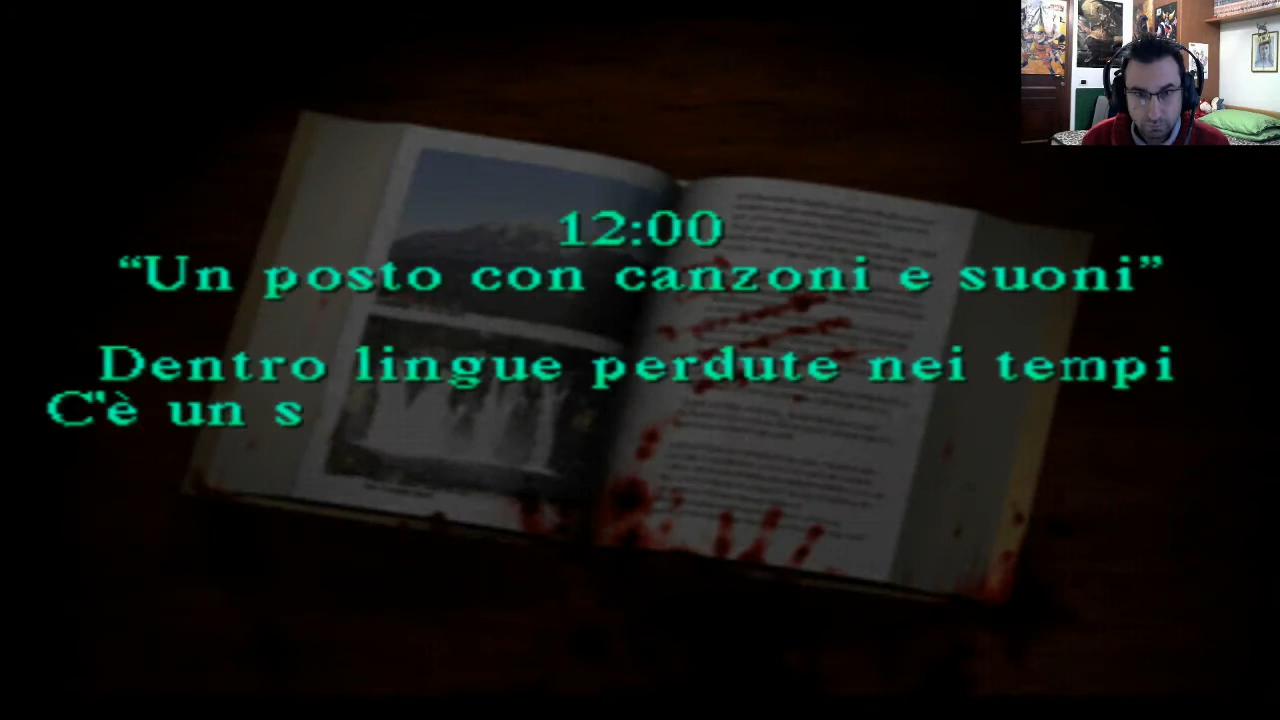 12:00
“Un posto con canzoni e suoni”
Dentro lingue perdute nei tempi
C'è un s